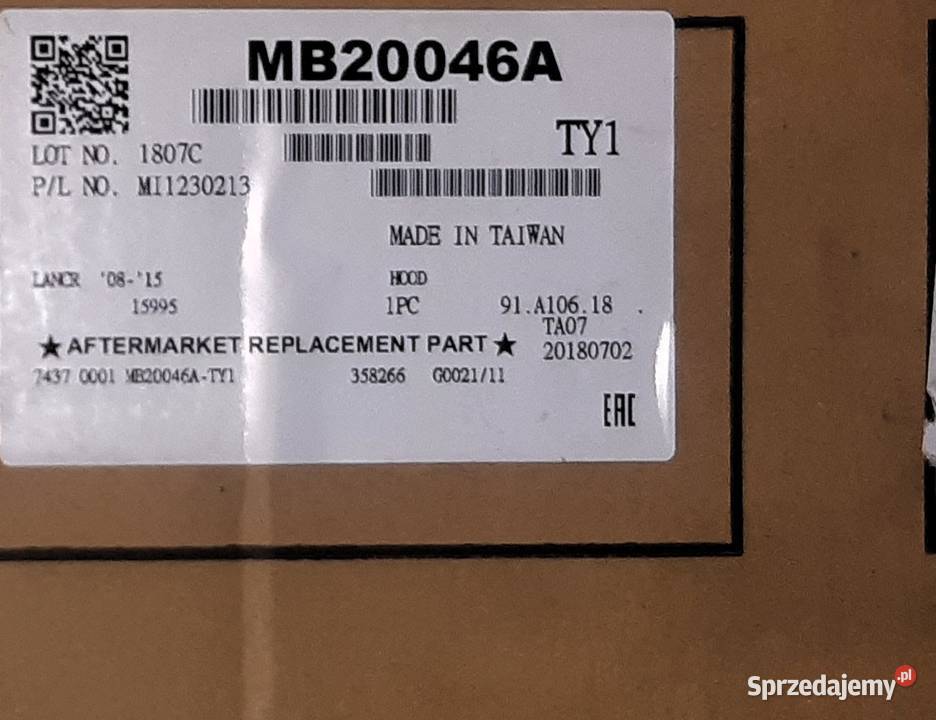 MB20046A
TY1
LOT NO. 1807C
P/L NO. MI1230213
MADE IN TAIWAN
LANCR '08-'15 HOOD
15995 1PC 91.A106.18 .
TA07
★AFTERMARKET REPLACEMENT PART★ 20180702
7437 0001 MB20046A-TY1 358266 G0021/11
EAC
Sprzedajemy.pl